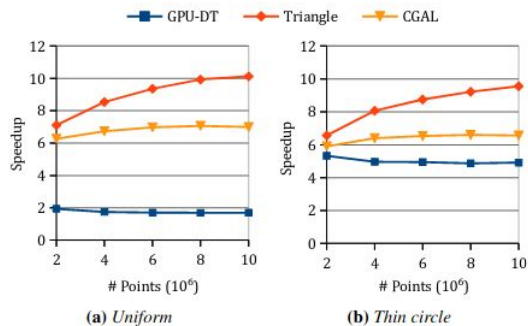 GPU-DT Triangle CGAL
12 12
10 10
8 8
6 6
4 4
2 2
0 0
Speedup Speedup
2 4 6 8 10 2 4 6 8 10
# Points (10⁶) # Points (10⁶)
(a) Uniform (b) Thin circle